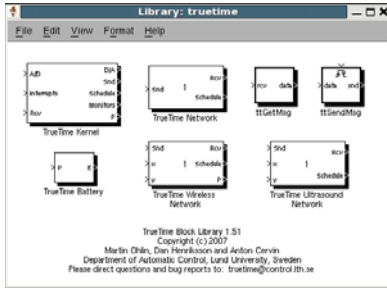 Library: truetime
File Edit View Format Help
A/D
Interrupts
Rcv
D/A
Snd
Schedule
Monitors
P
TrueTime Kernel
Snd
1
Rcv
Schedule
TrueTime Network
rcv data
ttGetMsg
data snd
ttSendMsg
P E
TrueTime Battery
Snd
x
y
1
Rcv
Schedule
P
TrueTime Wireless
Network
Snd
x
y
1
Rcv
Schedule
TrueTime Ultrasound
Network
TrueTime Block Library 1.51
Copyright (c) 2007
Martin Ohlin, Dan Henriksson and Anton Cervin
Department of Automatic Control, Lund University, Sweden
Please direct questions and bug reports to: truetime@control.lth.se